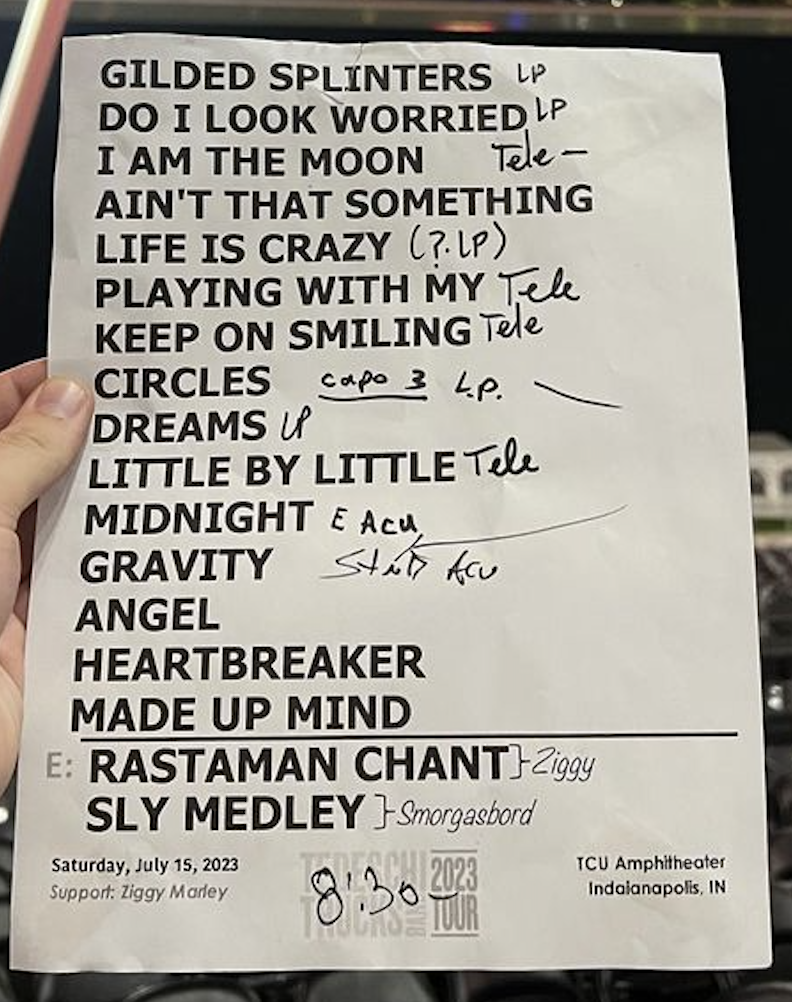 GILDED SPLINTERS LP
DO I LOOK WORRIED LP
I AM THE MOON Tele —
AIN'T THAT SOMETHING
LIFE IS CRAZY (?. LP)
PLAYING WITH MY Tele
KEEP ON SMILING Tele
CIRCLES capo 3 L.P.
DREAMS LP
LITTLE BY LITTLE Tele
MIDNIGHT E Acu
GRAVITY Acu
ANGEL
HEARTBREAKER
MADE UP MIND
E: RASTAMAN CHANT }-Ziggy
SLY MEDLEY }-Smorgasbord
Saturday, July 15, 2023
Support: Ziggy Marley
TEDESCHI TRUCKS BAND 2023 TOUR
8:30 –
TCU Amphitheater
Indaianapolis, IN